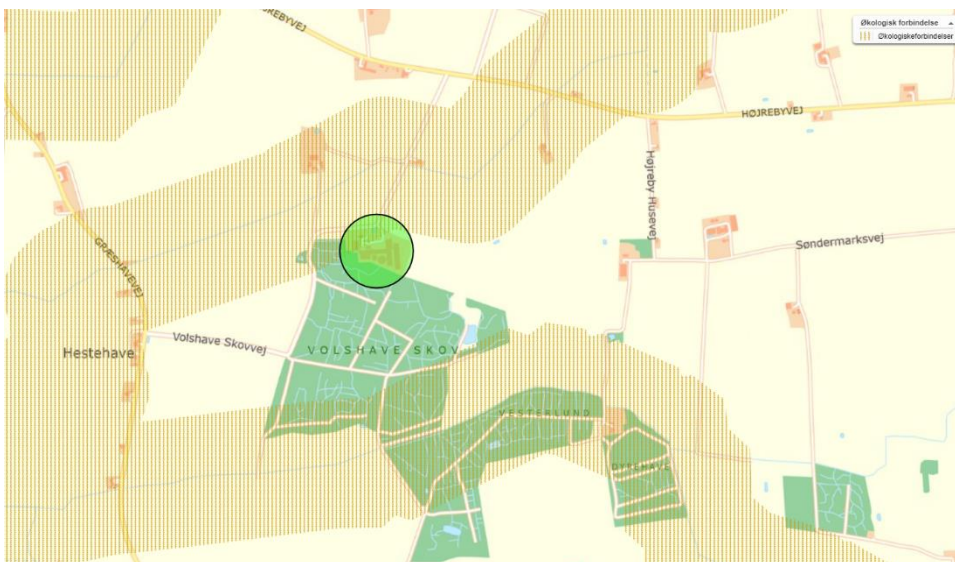 HØJREBYVEJ
Økologisk forbindelse
Økologiskeforbindelser
HØJREBYVEJ
Højreby Husevej
Søndermarksvej
GRÆSHAVEVEJ
Volshave Skovvej
Hestehave
VOLSHAVE SKOV
VESTERLUND
DYREHAVE